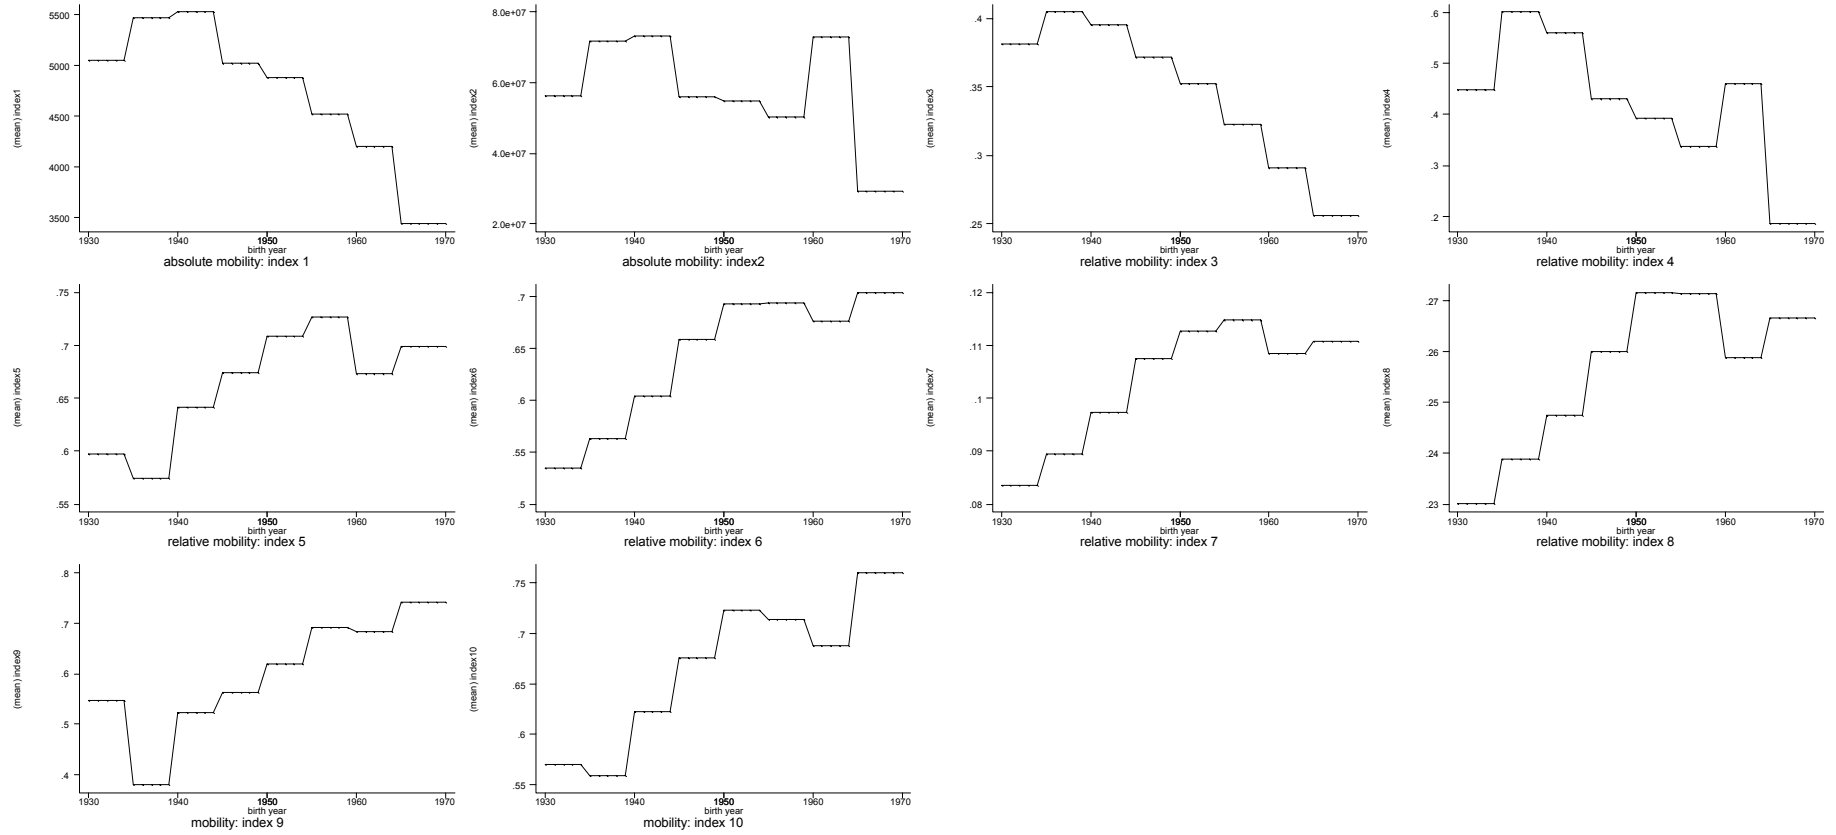 (mean) index1
5500
5000
4500
4000
3500
1930 1940 1950 1960 1970
birth year
absolute mobility: index 1
(mean) index2
8.0e+07
6.0e+07
4.0e+07
2.0e+07
1930 1940 1950 1960 1970
birth year
absolute mobility: index2
(mean) index3
.4
.35
.3
.25
1930 1940 1950 1960 1970
birth year
relative mobility: index 3
(mean) index4
.6
.5
.4
.3
.2
1930 1940 1950 1960 1970
birth year
relative mobility: index 4
(mean) index5
.75
.7
.65
.6
.55
1930 1940 1950 1960 1970
birth year
relative mobility: index 5
(mean) index6
.7
.65
.6
.55
.5
1930 1940 1950 1960 1970
birth year
relative mobility: index 6
(mean) index7
.12
.11
.1
.09
.08
1930 1940 1950 1960 1970
birth year
relative mobility: index 7
(mean) index8
.27
.26
.25
.24
.23
1930 1940 1950 1960 1970
birth year
relative mobility: index 8
(mean) index9
.8
.7
.6
.5
.4
1930 1940 1950 1960 1970
birth year
mobility: index 9
(mean) index10
.75
.7
.65
.6
.55
1930 1940 1950 1960 1970
birth year
mobility: index 10